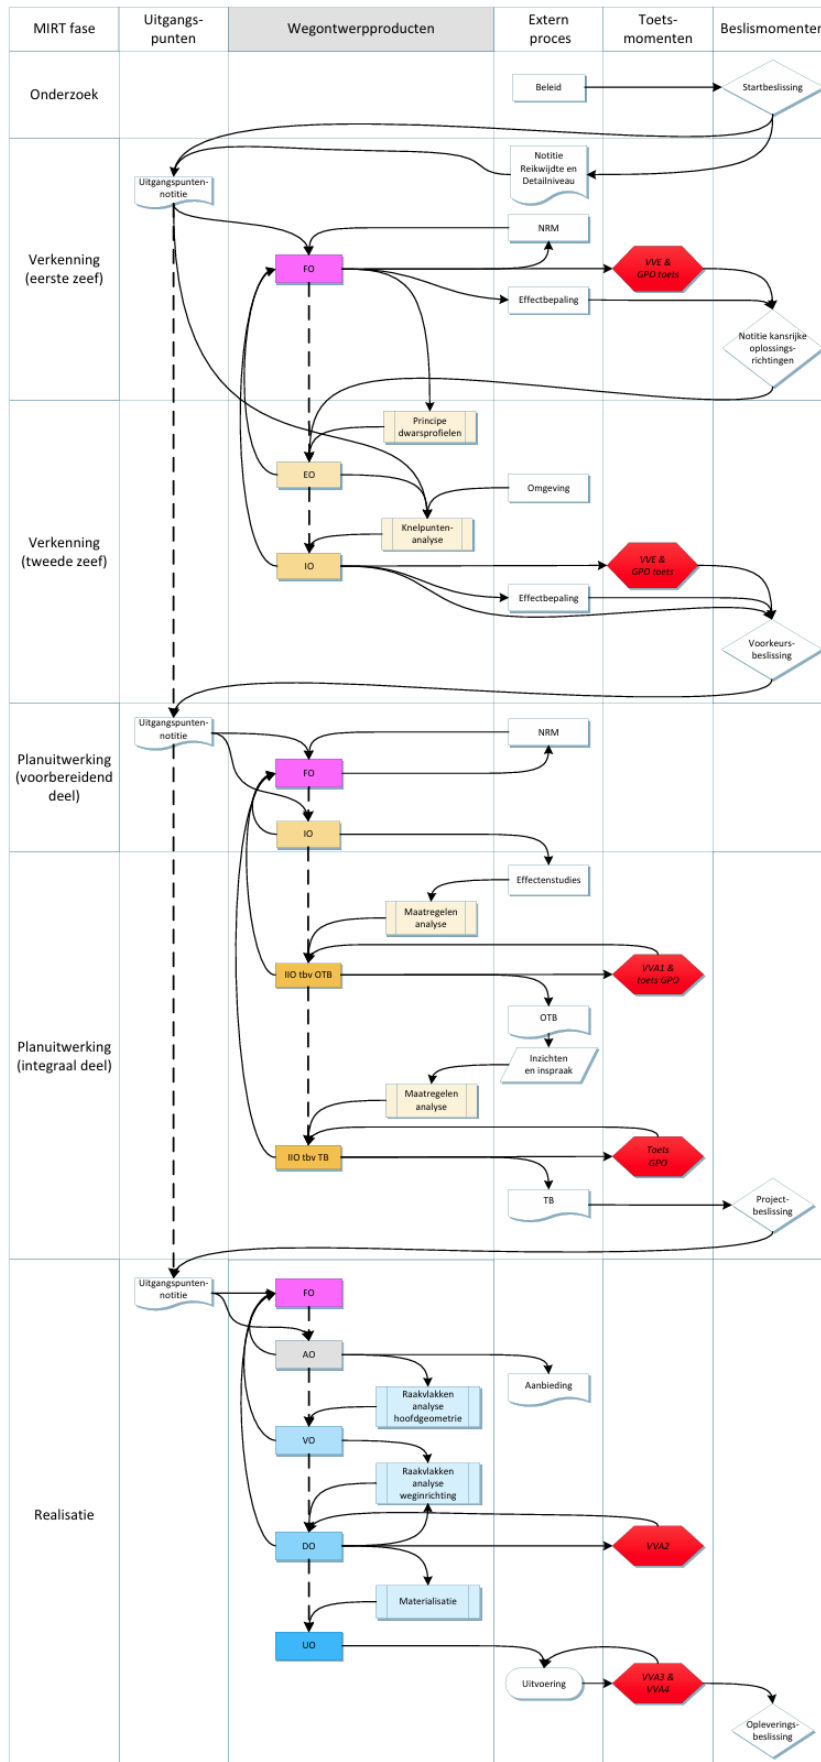 MIRT fase
Uitgangs-
punten
Wegontwerpproducten
Extern
proces
Toets-
momenten
Beslismomenten
Onderzoek
Beleid
Startbeslissing
Verkenning
(eerste zeef)
Uitgangspunten-
notitie
Notitie
Reikwijdte en
Detailniveau
NRM
FO
VVE &
GPO toets
Effectbepaling
Notitie kansrijke
oplossings-
richtingen
Verkenning
(tweede zeef)
Principe
dwarsprofielen
EO
Omgeving
Knelpunten-
analyse
IO
VVE &
GPO toets
Effectbepaling
Voorkeurs-
beslissing
Planuitwerking
(voorbereidend
deel)
Uitgangspunten-
notitie
NRM
FO
IO
Planuitwerking
(integraal deel)
Effectenstudies
Maatregelen
analyse
IIO tbv OTB
VVA1 &
toets GPO
OTB
Inzichten
en inspraak
Maatregelen
analyse
IIO tbv TB
Toets
GPO
TB
Project-
beslissing
Realisatie
Uitgangspunten-
notitie
FO
AO
Aanbieding
Raakvlakken
analyse
hoofdgeometrie
VO
Raakvlakken
analyse
weginrichting
DO
VVA2
Materialisatie
UO
Uitvoering
VVA3 &
VVA4
Opleverings-
beslissing